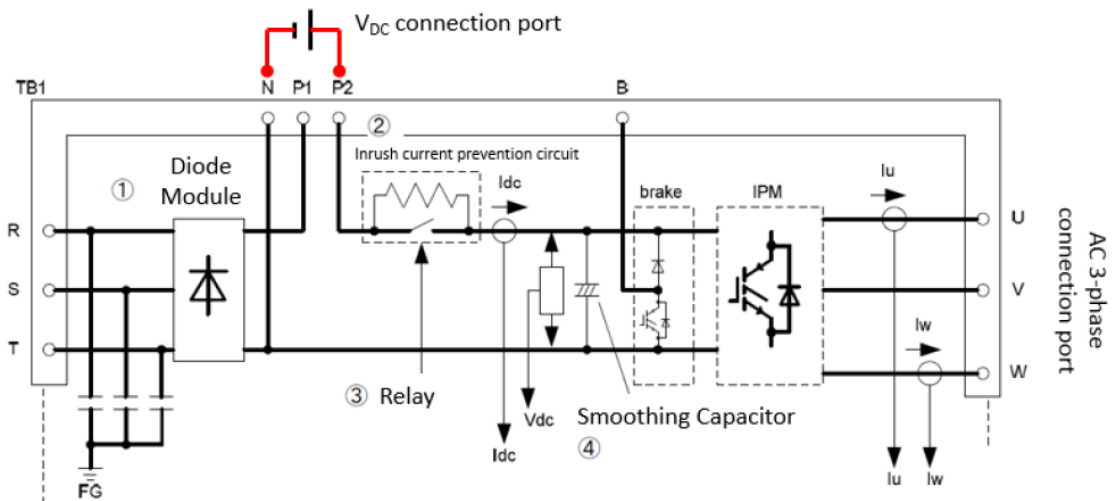 V_DC connection port
TB1
N
P1
P2
B
②
Inrush current prevention circuit
①
Diode
Module
Idc
brake
IPM
Iu
R
U
S
V
T
Iw
W
AC 3-phase
connection port
③ Relay
Vdc
Smoothing Capacitor
④
Idc
Iu
Iw
FG